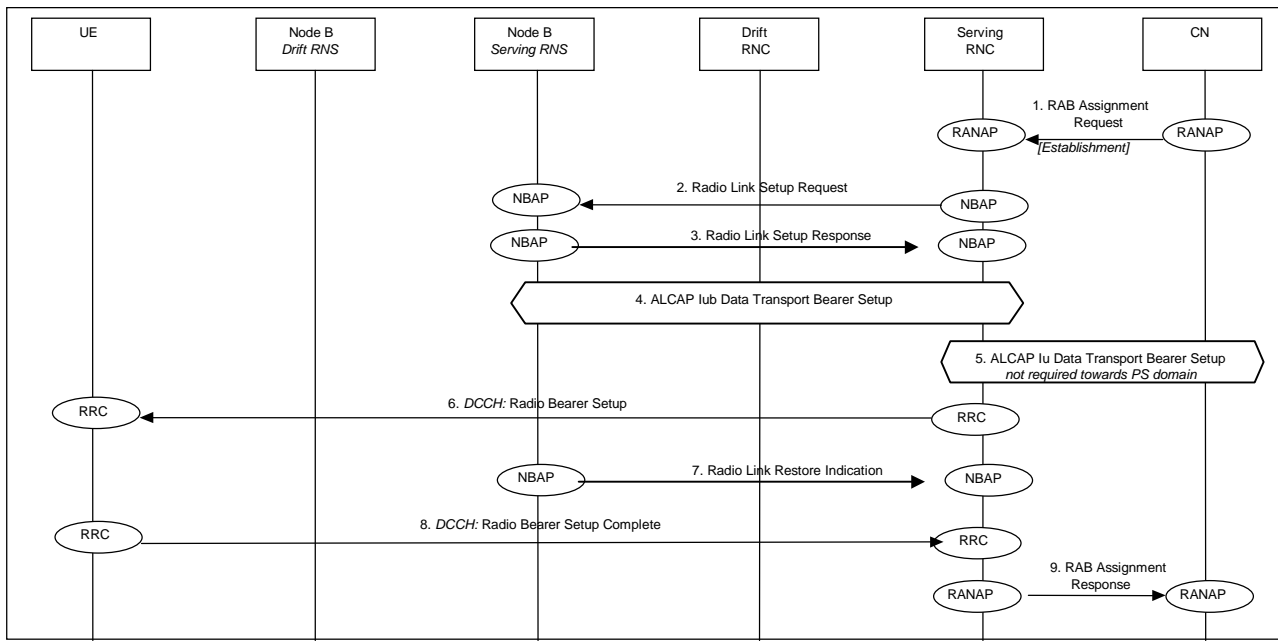 UE
Node B
Drift RNS
Node B
Serving RNS
Drift
RNC
Serving
RNC
CN
1. RAB Assignment
Request
RANAP
RANAP
[Establishment]
2. Radio Link Setup Request
NBAP
NBAP
3. Radio Link Setup Response
NBAP
NBAP
4. ALCAP Iub Data Transport Bearer Setup
5. ALCAP Iu Data Transport Bearer Setup
not required towards PS domain
6. DCCH: Radio Bearer Setup
RRC
RRC
7. Radio Link Restore Indication
NBAP
NBAP
8. DCCH: Radio Bearer Setup Complete
RRC
RRC
9. RAB Assignment
Response
RANAP
RANAP